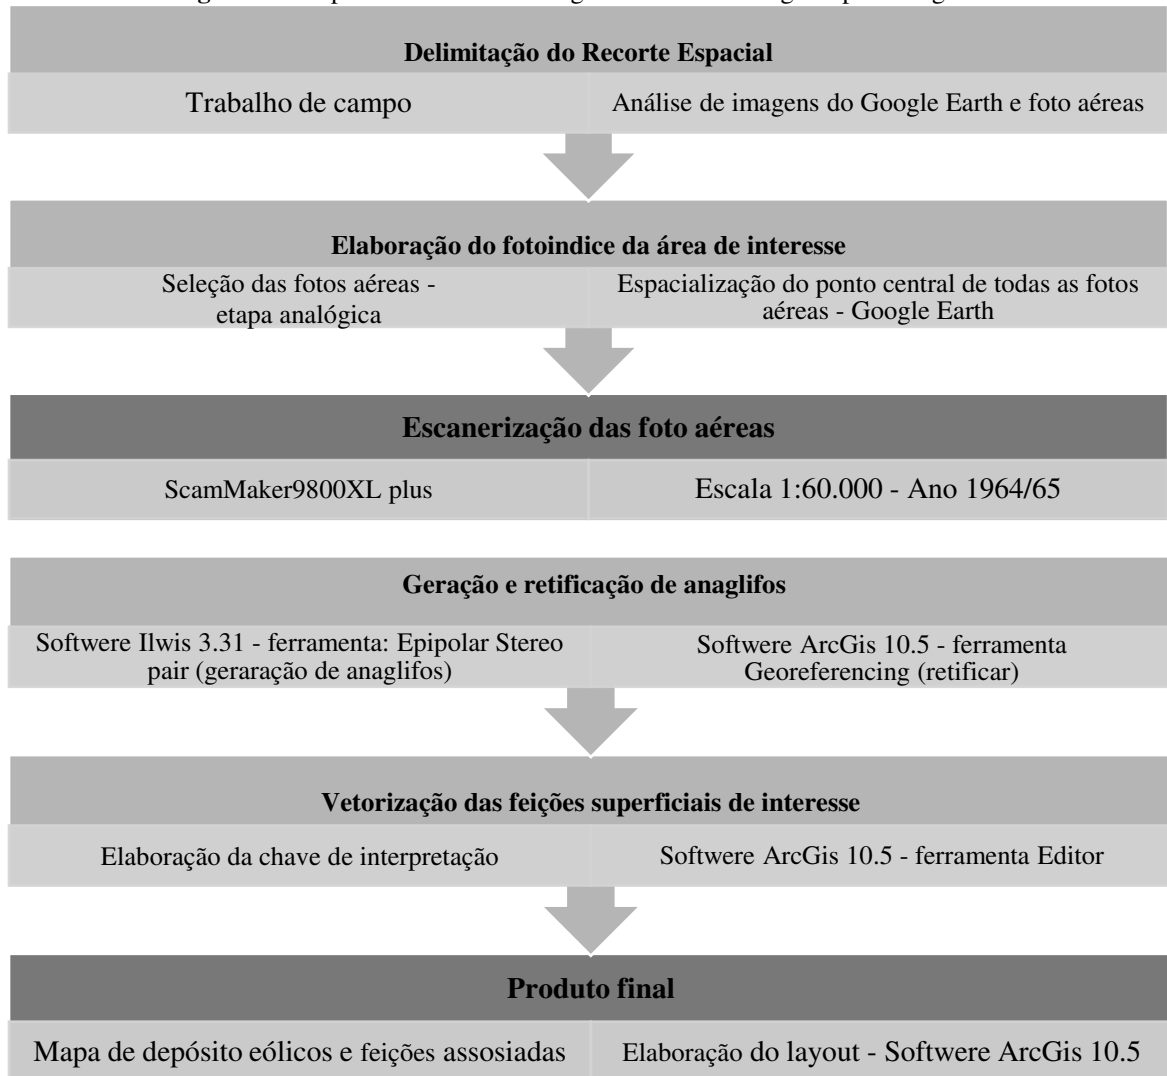 Delimitação do Recorte Espacial
Trabalho de campo
Análise de imagens do Google Earth e foto aéreas
Elaboração do fotoindice da área de interesse
Seleção das fotos aéreas -
etapa analógica
Espacialização do ponto central de todas as fotos
aéreas - Google Earth
Escanerização das foto aéreas
ScamMaker9800XL plus
Escala 1:60.000 - Ano 1964/65
Geração e retificação de anaglifos
Softwere Ilwis 3.31 - ferramenta: Epipolar Stereo
pair (geraração de anaglifos)
Softwere ArcGis 10.5 - ferramenta
Georeferencing (retificar)
Vetorização das feições superficiais de interesse
Elaboração da chave de interpretação
Softwere ArcGis 10.5 - ferramenta Editor
Produto final
Mapa de depósito eólicos e feições assosiadas
Elaboração do layout - Softwere ArcGis 10.5